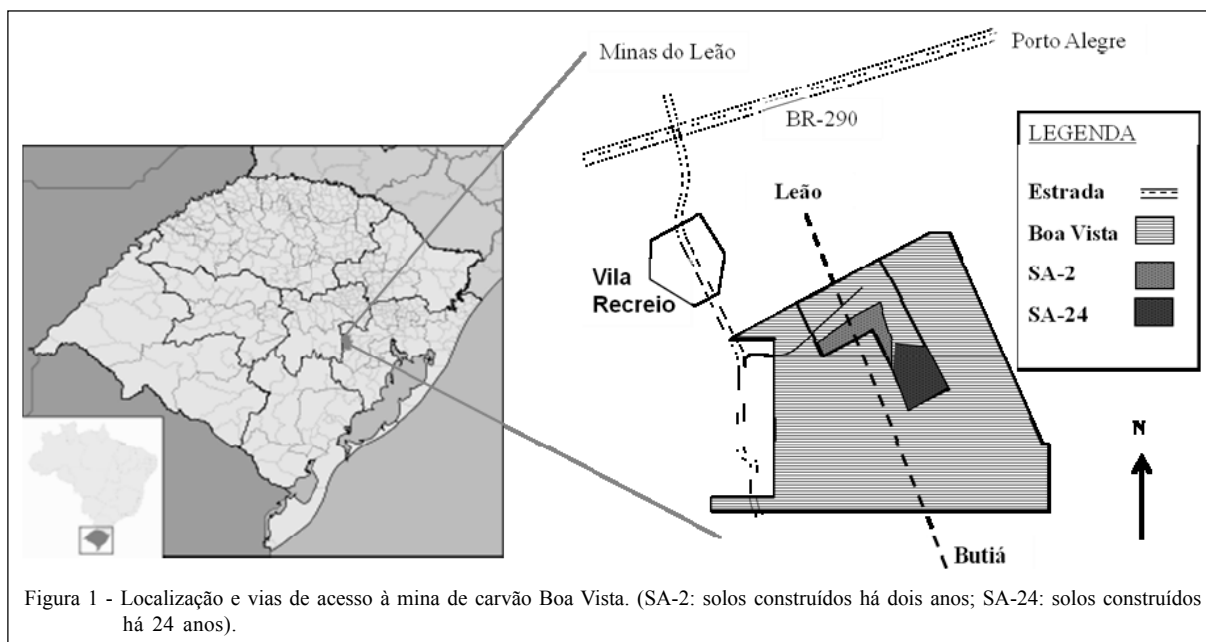 Minas do Leão
Porto Alegre
BR-290
LEGENDA
Estrada
Boa Vista
SA-2
SA-24
Leão
Vila
Recreio
N
Butiá
Figura 1 - Localização e vias de acesso à mina de carvão Boa Vista. (SA-2: solos construídos há dois anos; SA-24: solos construídos
há 24 anos).